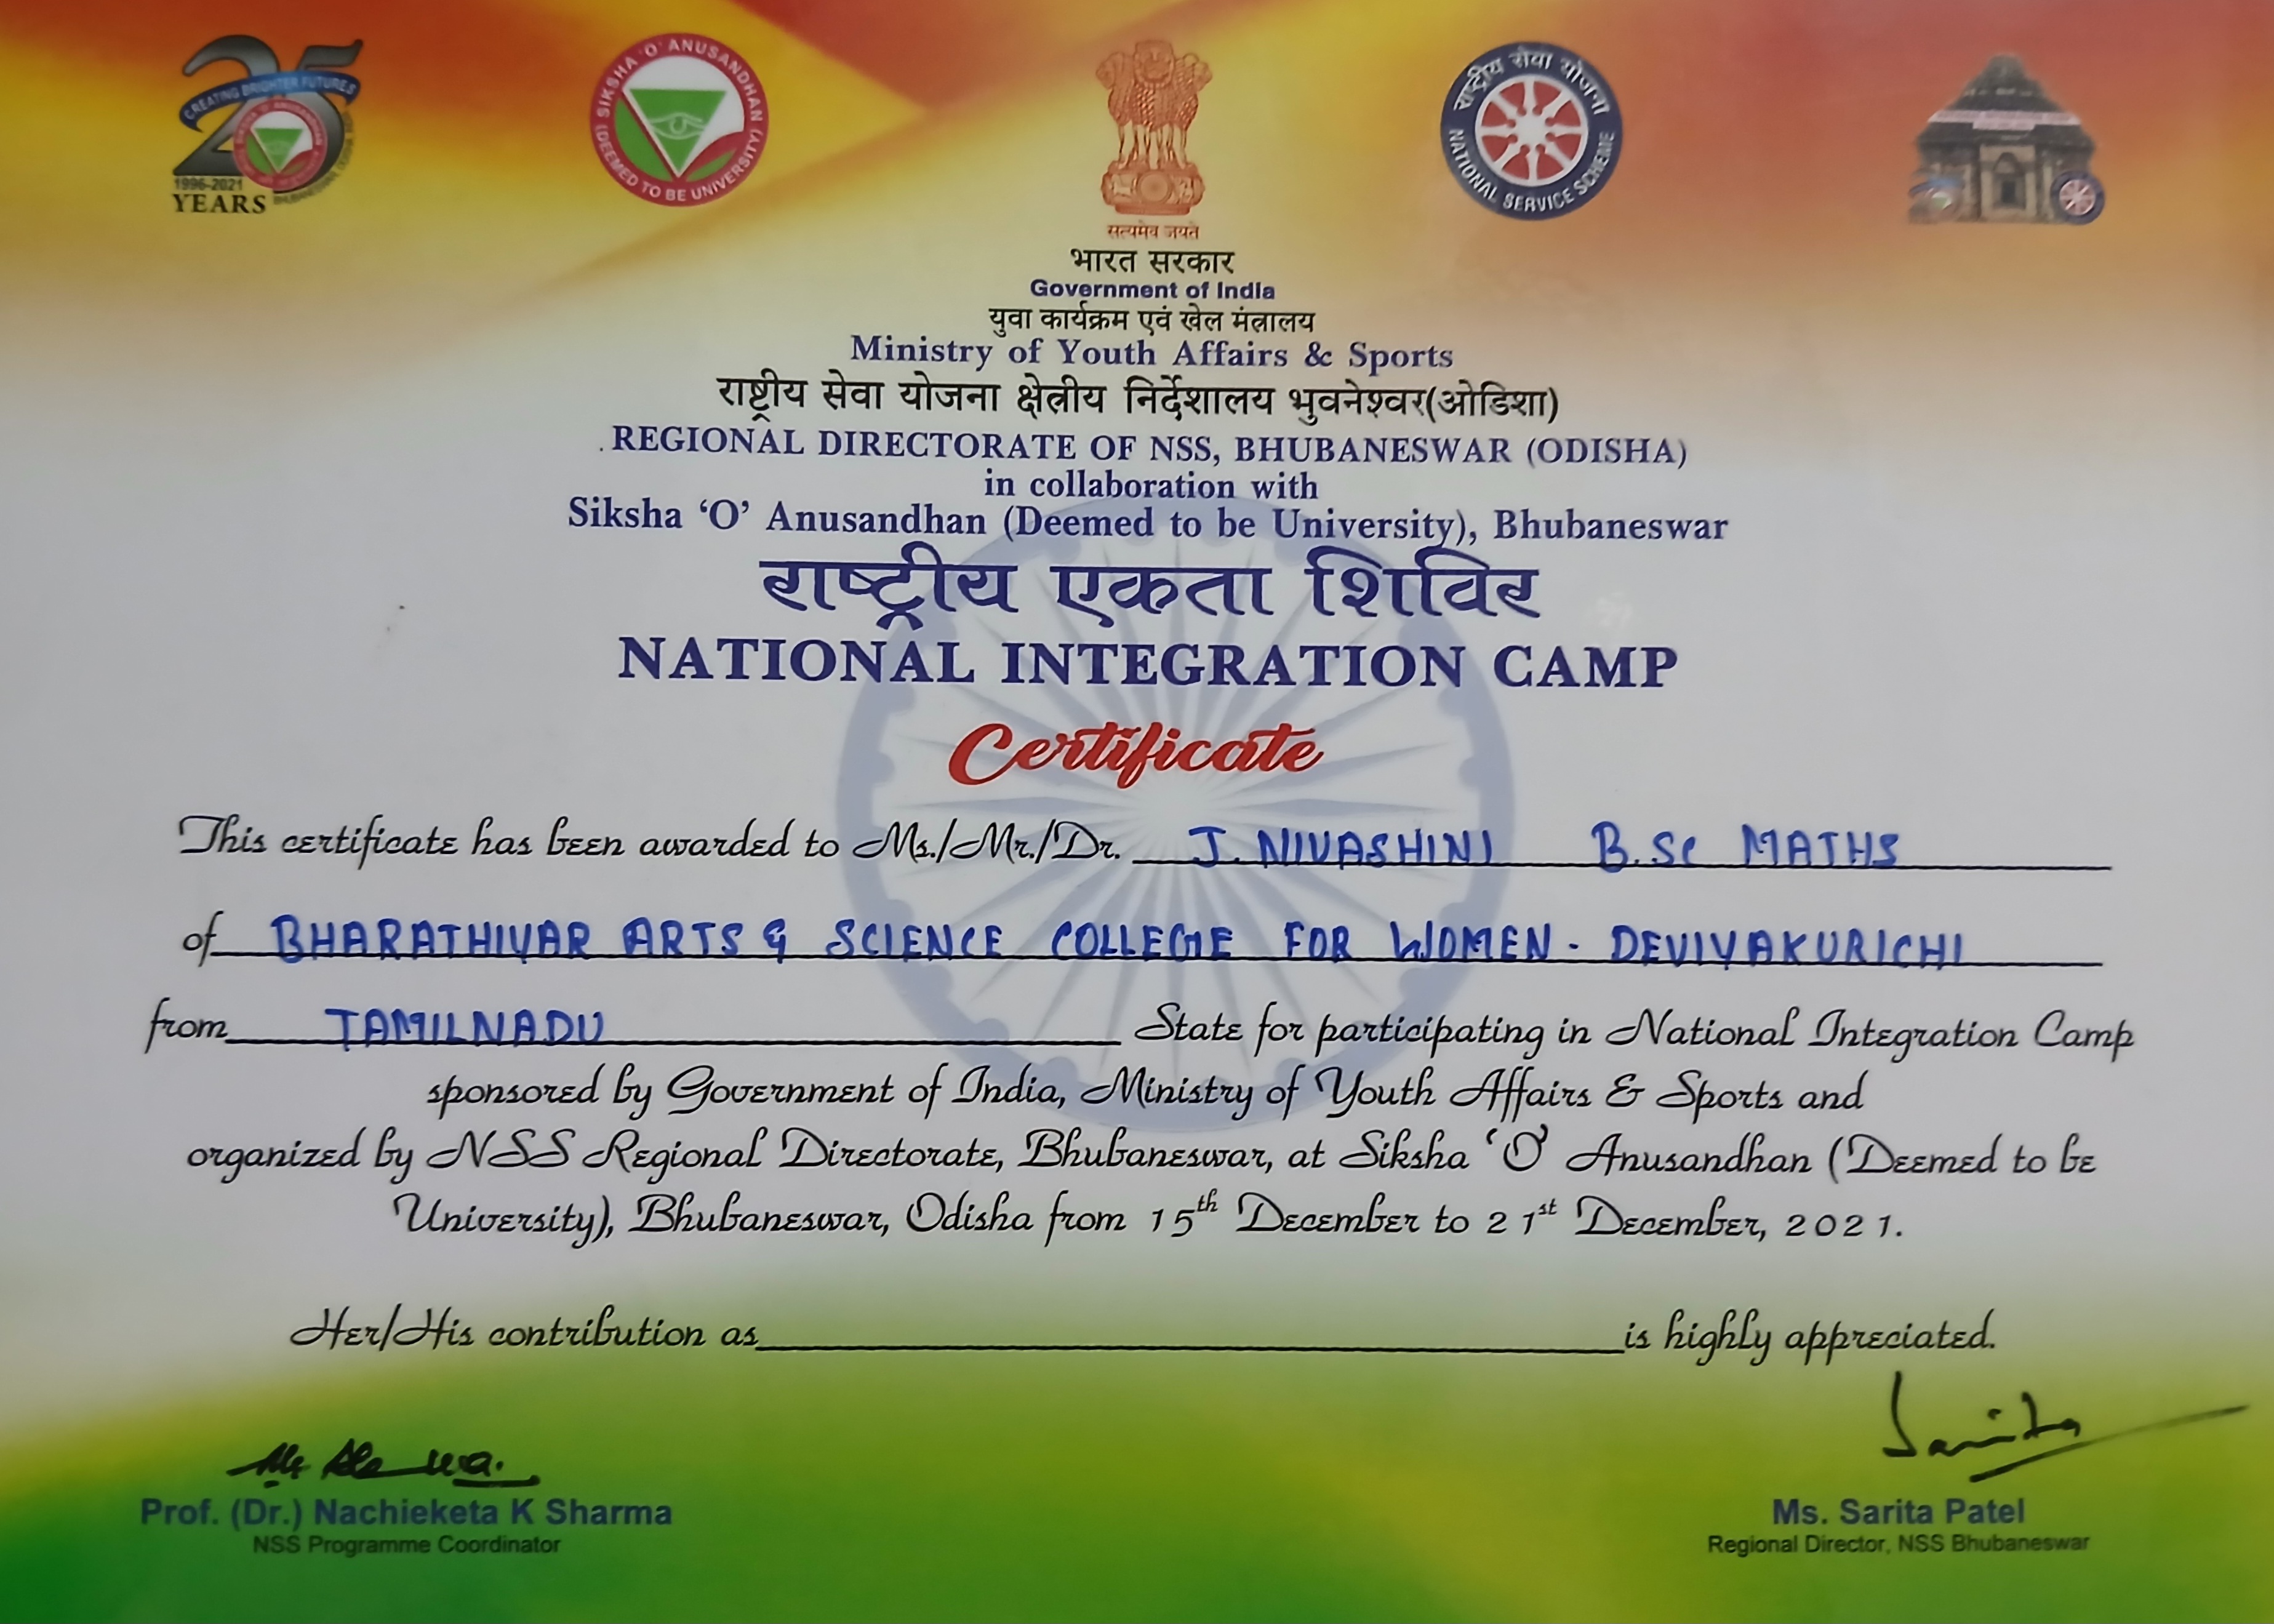 25
CREATING BRIGHTER FUTURES
1996-2021
YEARS
SIKSHA 'O' ANUSANDHAN
(DEEMED TO BE UNIVERSITY)
सत्यमेव जयते
राष्ट्रीय सेवा योजना
NATIONAL SERVICE SCHEME
भारत सरकार
Government of India
युवा कार्यक्रम एवं खेल मंत्रालय
Ministry of Youth Affairs & Sports
राष्ट्रीय सेवा योजना क्षेत्रीय निर्देशालय भुवनेश्वर(ओडिशा)
REGIONAL DIRECTORATE OF NSS, BHUBANESWAR (ODISHA)
in collaboration with
Siksha ‘O’ Anusandhan (Deemed to be University), Bhubaneswar
राष्ट्रीय एकता शिविर
NATIONAL INTEGRATION CAMP
Certificate
This certificate has been awarded to Ms./Mr./Dr. J. NIVASHINI B.Sc MATHS
of BHARATHIYAR ARTS & SCIENCE COLLEGE FOR WOMEN - DEVIYAKURICHI
from TAMILNADU State for participating in National Integration Camp
sponsored by Government of India, Ministry of Youth Affairs & Sports and
organized by NSS Regional Directorate, Bhubaneswar, at Siksha ‘O’ Anusandhan (Deemed to be
University), Bhubaneswar, Odisha from 15th December to 21st December, 2021.
Her/His contribution as is highly appreciated.
Sarita
Prof. (Dr.) Nachieketa K Sharma
NSS Programme Coordinator
Ms. Sarita Patel
Regional Director, NSS Bhubaneswar